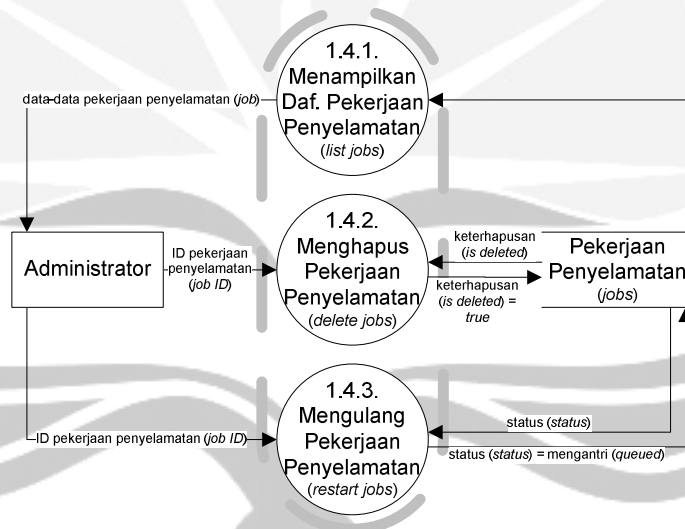 1.4.1.
Menampilkan
Daf. Pekerjaan
Penyelamatan
(list jobs)
data-data pekerjaan penyelamatan (job)
1.4.2.
Menghapus
Pekerjaan
Penyelamatan
(delete jobs)
Administrator
ID pekerjaan
penyelamatan
(job ID)
keterhapusan
(is deleted)
keterhapusan
(is deleted) =
true
Pekerjaan
Penyelamatan
(jobs)
1.4.3.
Mengulang
Pekerjaan
Penyelamatan
(restart jobs)
ID pekerjaan penyelamatan (job ID)
status (status)
status (status) = mengantri (queued)